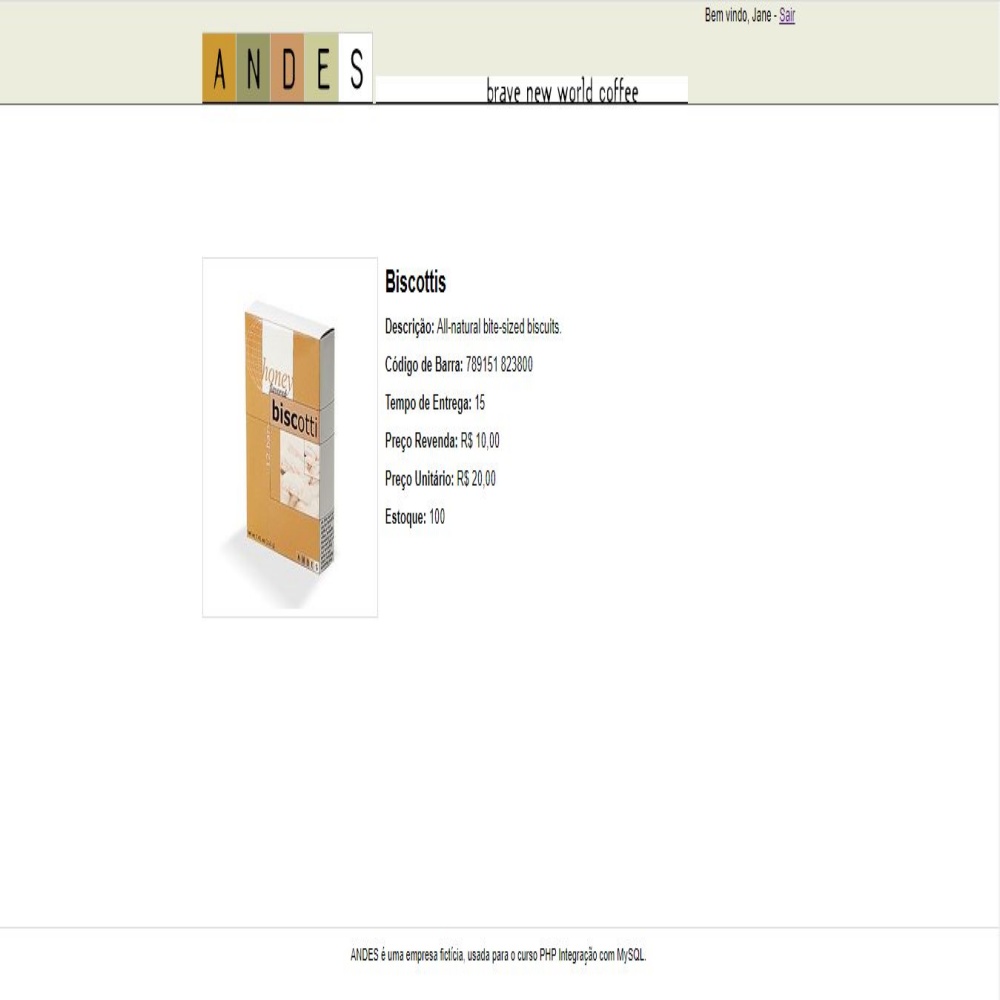 Bem vindo, Jane - Sair
ANDES
brave new world coffee
Biscottis
Descrição: All-natural bite-sized biscuits.
Código de Barra: 789151 823800
Tempo de Entrega: 15
Preço Revenda: R$ 10,00
Preço Unitário: R$ 20,00
Estoque: 100
honey
biscotti
ANDES
ANDES é uma empresa fictícia, usada para o curso PHP Integração com MySQL.